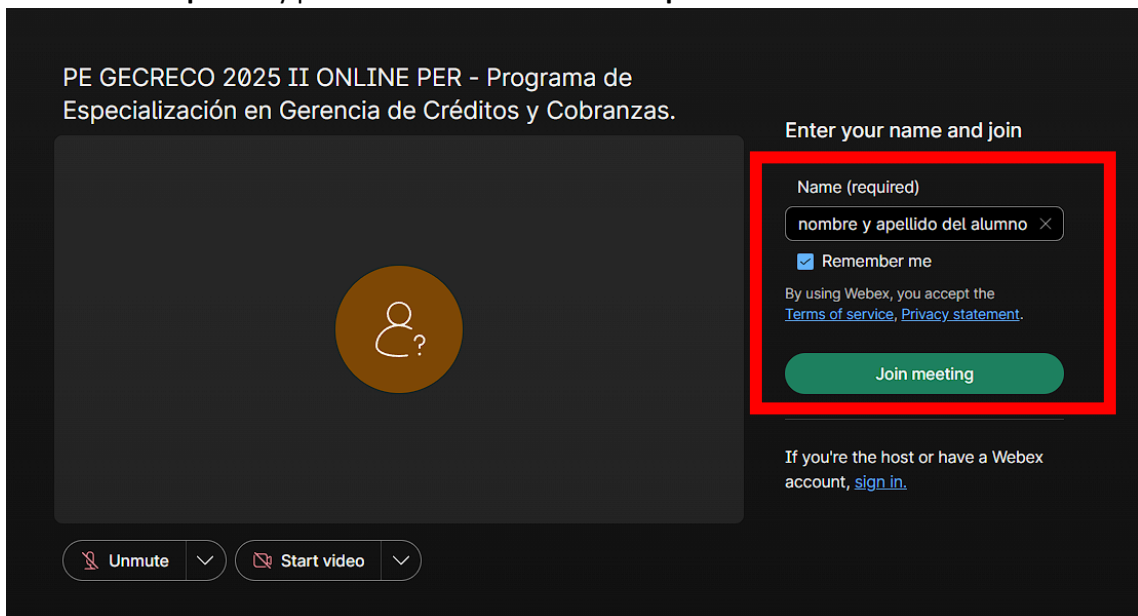 PE GECRECO 2025 II ONLINE PER - Programa de
Especialización en Gerencia de Créditos y Cobranzas.
Enter your name and join
Name (required)
nombre y apellido del alumno
Remember me
By using Webex, you accept the
Terms of service, Privacy statement.
Join meeting
If you're the host or have a Webex
account, sign in.
Unmute
Start video